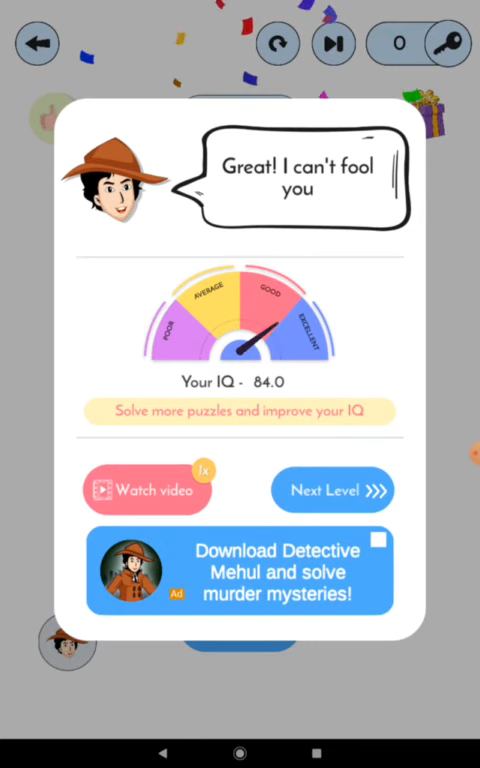 0
Great! I can't fool
you
POOR
AVERAGE
GOOD
EXCELLENT
Your IQ - 84.0
Solve more puzzles and improve your IQ
1x
Watch video
Next Level
Download Detective
Mehul and solve
murder mysteries!
Ad